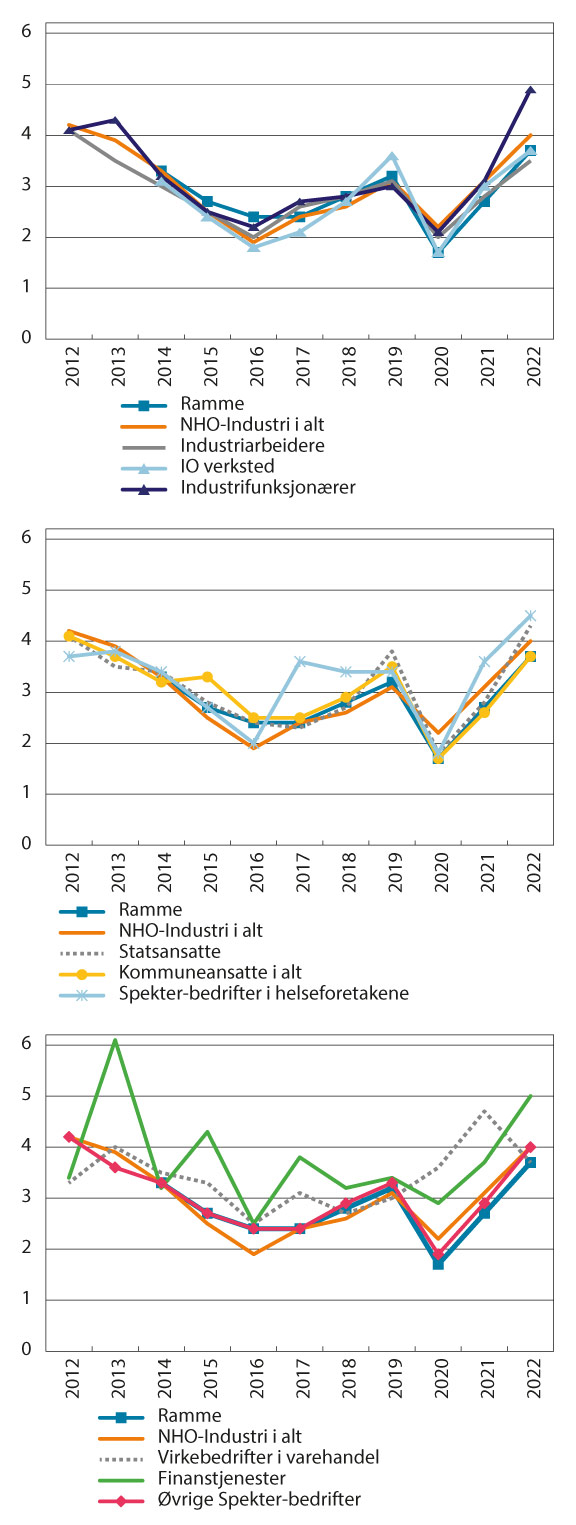 6
5
4
3
2
1
0
2012 2013 2014 2015 2016 2017 2018 2019 2020 2021 2022
Ramme
NHO-Industri i alt
Industriarbeidere
IO verksted
Industrifunksjonærer
6
5
4
3
2
1
0
2012 2013 2014 2015 2016 2017 2018 2019 2020 2021 2022
Ramme
NHO-Industri i alt
Statsansatte
Kommuneansatte i alt
Spekter-bedrifter i helseforetakene
6
5
4
3
2
1
0
2012 2013 2014 2015 2016 2017 2018 2019 2020 2021 2022
Ramme
NHO-Industri i alt
Virkebedrifter i varehandel
Finanstjenester
Øvrige Spekter-bedrifter